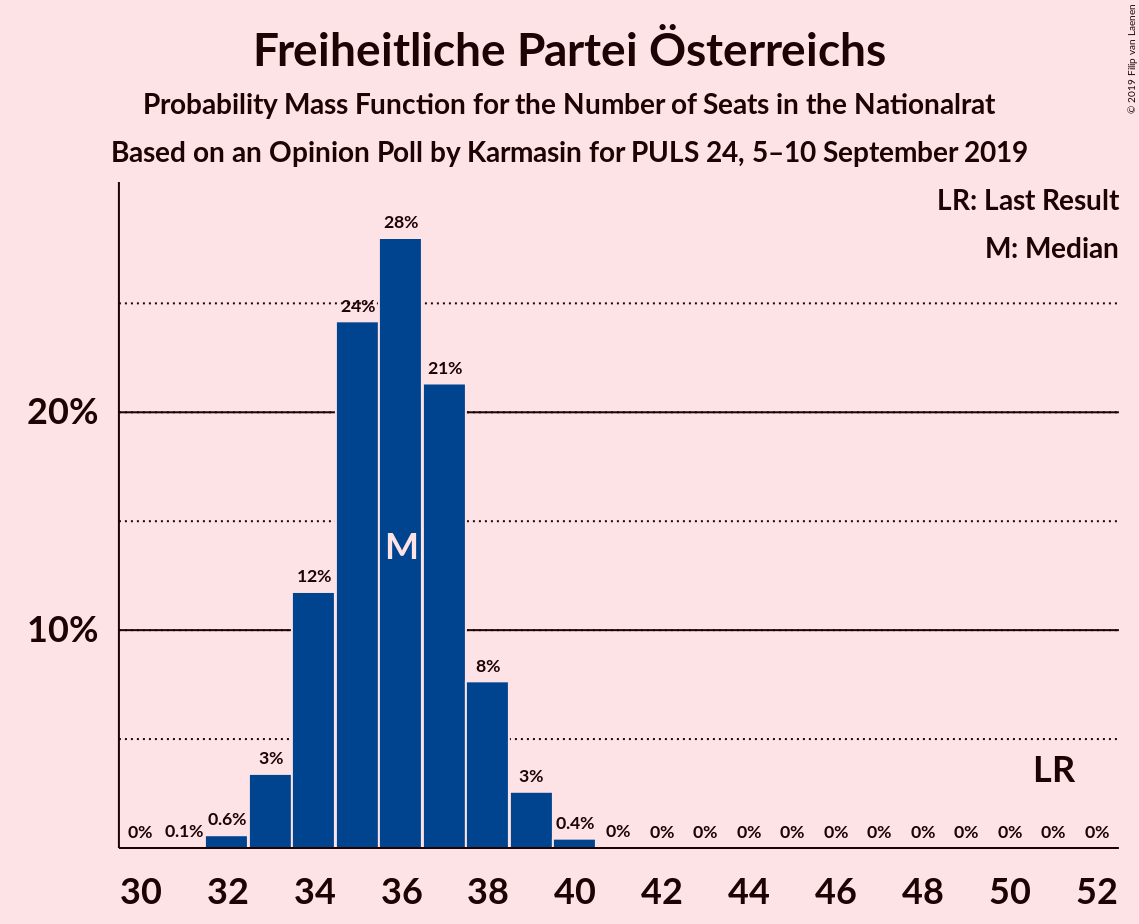 Freiheitliche Partei Österreichs
Probability Mass Function for the Number of Seats in the Nationalrat
Based on an Opinion Poll by Karmasin for PULS 24, 5–10 September 2019
© 2019 Filip van Laenen
LR: Last Result
M: Median
28%
24%
21%
20%
M
12%
10%
8%
3%
3%
LR
0% 0.1% 0.6% 0.4% 0% 0% 0% 0% 0% 0% 0% 0% 0% 0% 0% 0%
30 32 34 36 38 40 42 44 46 48 50 52